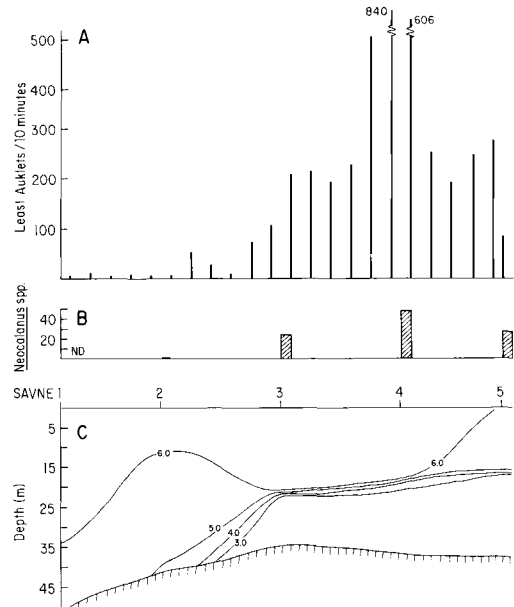 840
606
A
500
400
300
200
100
Least Auklets / 10 minutes
Neocalanus spp.
40
20
B
ND
SAVNE 1 2 3 4 5
C
5
15
25
35
45
Depth (m)
6.0
5.0
4.0
3.0
6.0